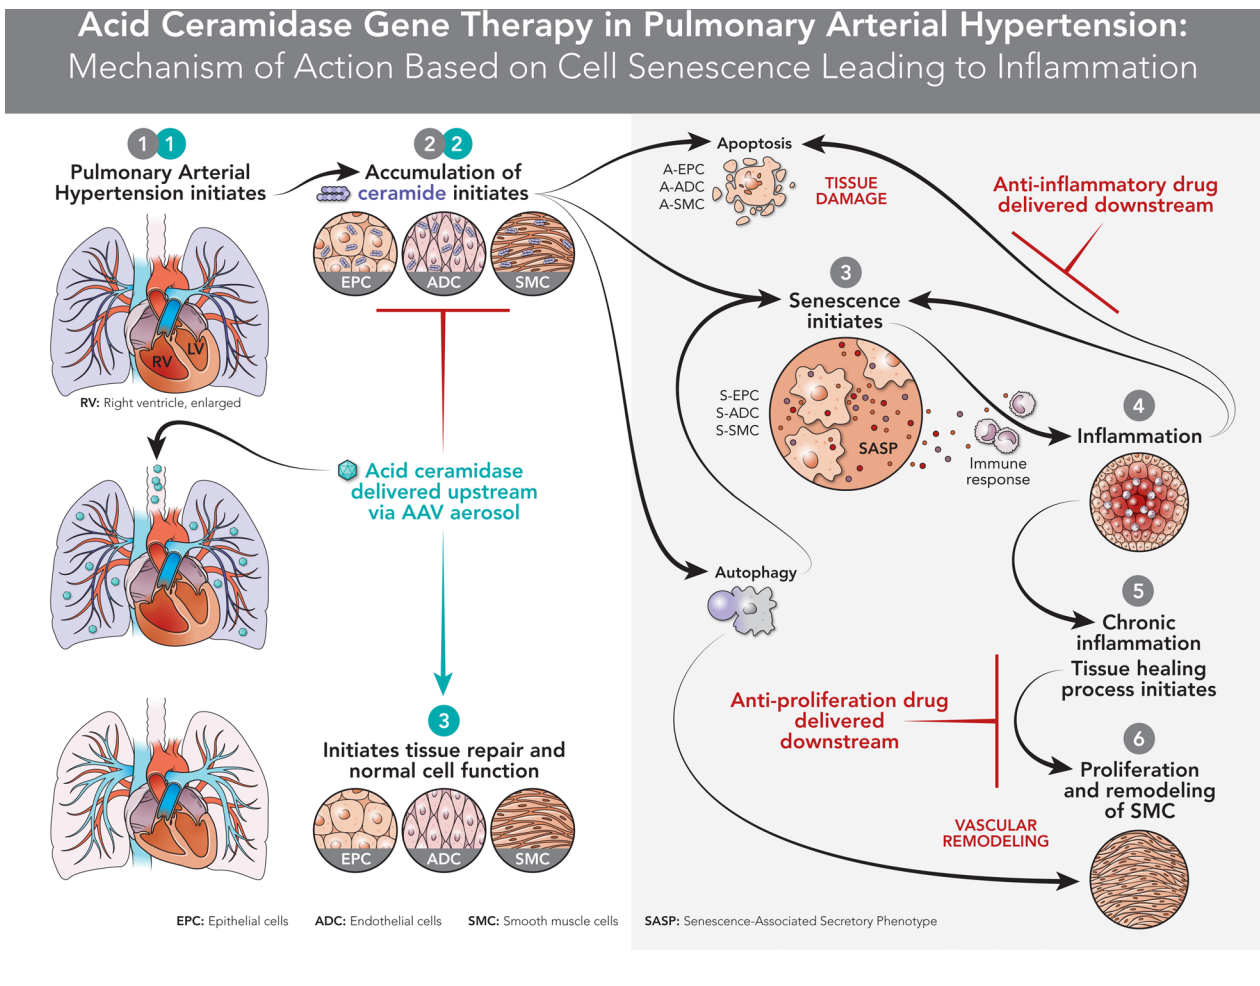 Acid Ceramidase Gene Therapy in Pulmonary Arterial Hypertension:
Mechanism of Action Based on Cell Senescence Leading to Inflammation
1 1
Pulmonary Arterial
Hypertension initiates
RV
LV
RV: Right ventricle, enlarged
2 2
Accumulation of
ceramide initiates
EPC
ADC
SMC
Acid ceramidase
delivered upstream
via AAV aerosol
3
Initiates tissue repair and
normal cell function
EPC
ADC
SMC
Apoptosis
A-EPC
A-ADC
A-SMC
TISSUE
DAMAGE
Anti-inflammatory drug
delivered downstream
3
Senescence
initiates
S-EPC
S-ADC
S-SMC
SASP
Immune
response
4
Inflammation
Autophagy
5
Chronic
inflammation
Tissue healing
process initiates
Anti-proliferation drug
delivered
downstream
6
Proliferation
and remodeling
of SMC
VASCULAR
REMODELING
EPC: Epithelial cells
ADC: Endothelial cells
SMC: Smooth muscle cells
SASP: Senescence-Associated Secretory Phenotype